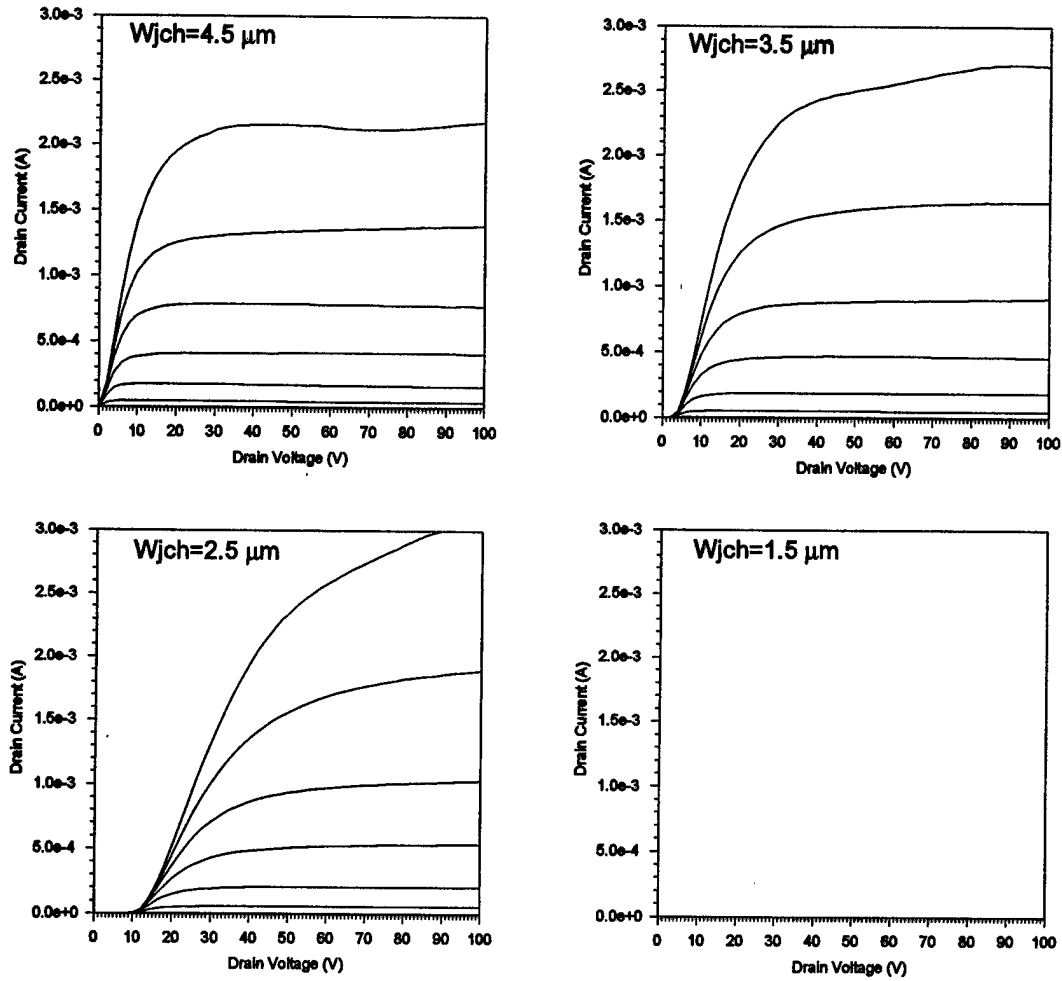 Wjch=4.5 μm
3.0e-3
2.5e-3
2.0e-3
1.5e-3
1.0e-3
5.0e-4
0.0e+0
Drain Current (A)
0 10 20 30 40 50 60 70 80 90 100
Drain Voltage (V)
Wjch=3.5 μm
3.0e-3
2.5e-3
2.0e-3
1.5e-3
1.0e-3
5.0e-4
0.0e+0
Drain Current (A)
0 10 20 30 40 50 60 70 80 90 100
Drain Voltage (V)
Wjch=2.5 μm
3.0e-3
2.5e-3
2.0e-3
1.5e-3
1.0e-3
5.0e-4
0.0e+0
Drain Current (A)
0 10 20 30 40 50 60 70 80 90 100
Drain Voltage (V)
Wjch=1.5 μm
3.0e-3
2.5e-3
2.0e-3
1.5e-3
1.0e-3
5.0e-4
0.0e+0
Drain Current (A)
0 10 20 30 40 50 60 70 80 90 100
Drain Voltage (V)